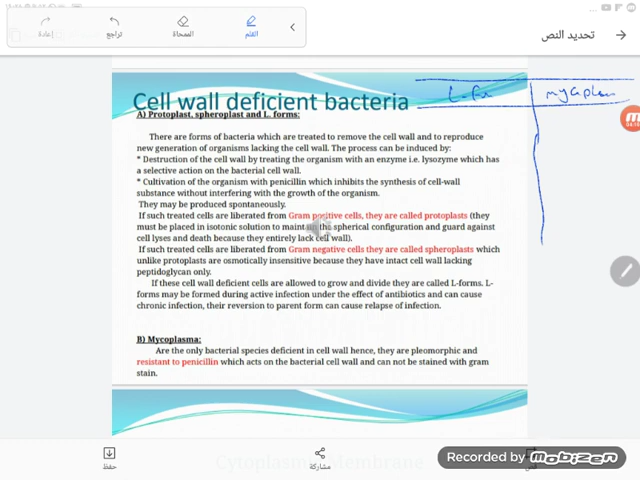 إعادة
تراجع
الممحاة
القلم
تحديد النص
Cell wall deficient bacteria
L-for
mycoplasm
A) Protoplast, spheroplast and L. forms:
There are forms of bacteria which are treated to remove the cell wall and to reproduce
new generation of organisms lacking the cell wall. The process can be induced by:
* Destruction of the cell wall by treating the organism with an enzyme i.e. lysozyme which has
a selective action on the bacterial cell wall.
* Cultivation of the organism with penicillin which inhibits the synthesis of cell-wall
substance without interfering with the growth of the organism.
They may be produced spontaneously.
If such treated cells are liberated from Gram positive cells, they are called protoplasts (they
must be placed in isotonic solution to maintain the spherical configuration and guard against
cell lyses and death because they entirely lack cell wall).
If such treated cells are liberated from Gram negative cells they are called spheroplasts which
unlike protoplasts are osmotically insensitive because they have intact cell wall lacking
peptidoglycan only.
If these cell wall deficient cells are allowed to grow and divide they are called L-forms. L-
forms may be formed during active infection under the effect of antibiotics and can cause
chronic infection, their reversion to parent form can cause relapse of infection.
B) Mycoplasma:
Are the only bacterial species deficient in cell wall hence, they are pleomorphic and
resistant to penicillin which acts on the bacterial cell wall and can not be stained with gram
stain.
حفظ
مشاركة
Recorded by Mobizen
Cytoplasmic Membrane